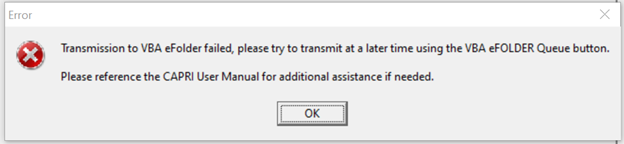 Error
Transmission to VBA eFolder failed, please try to transmit at a later time using the VBA eFOLDER Queue button.
Please reference the CAPRI User Manual for additional assistance if needed.
OK